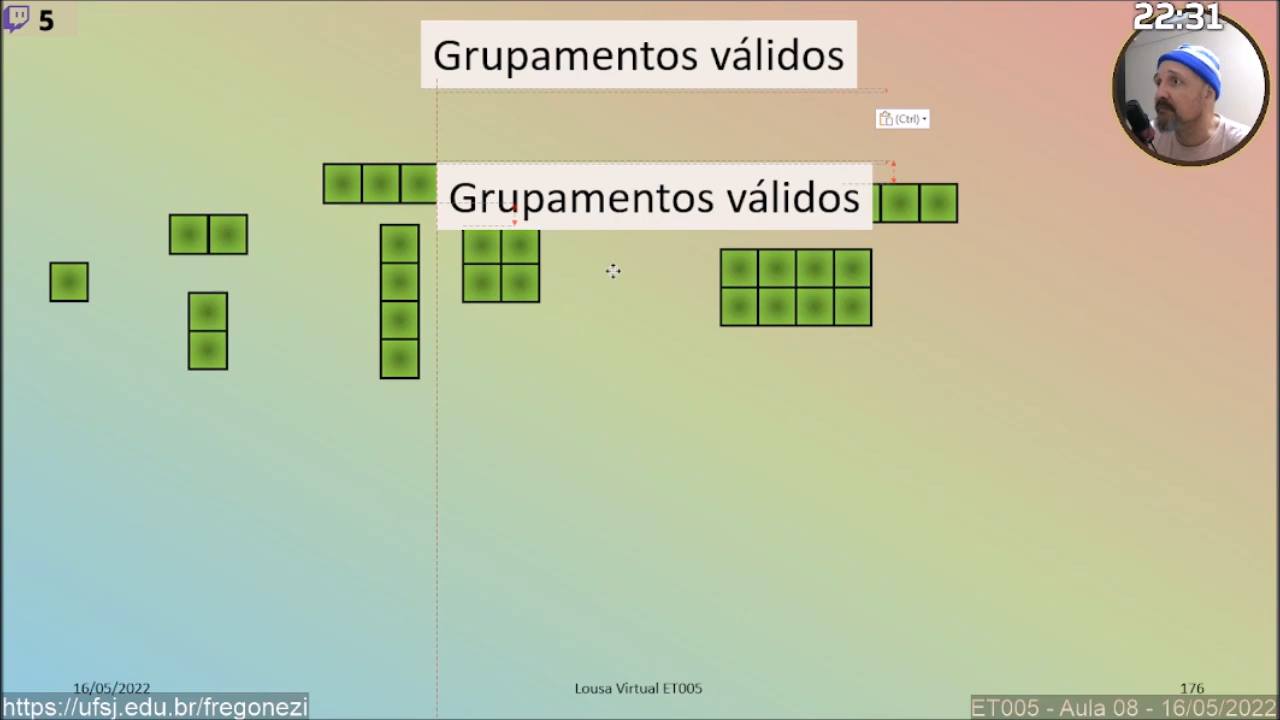 5
22:31
Grupamentos válidos
(Ctrl)
Grupamentos válidos
16/05/2022
Lousa Virtual ET005
176
https://ufsj.edu.br/fregonezi
ET005 - Aula 08 - 16/05/2022